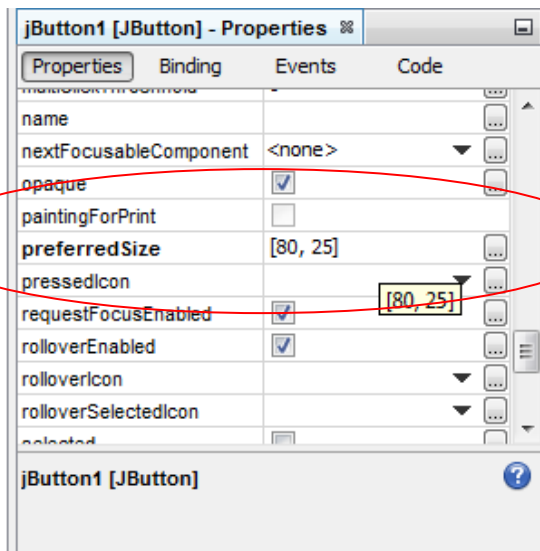 jButton1 [JButton] - Properties
Properties Binding Events Code
name
nextFocusableComponent <none>
opaque
paintingForPrint
preferredSize [80, 25]
pressedIcon
[80, 25]
requestFocusEnabled
rolloverEnabled
rolloverIcon
rolloverSelectedIcon
selected
jButton1 [JButton]